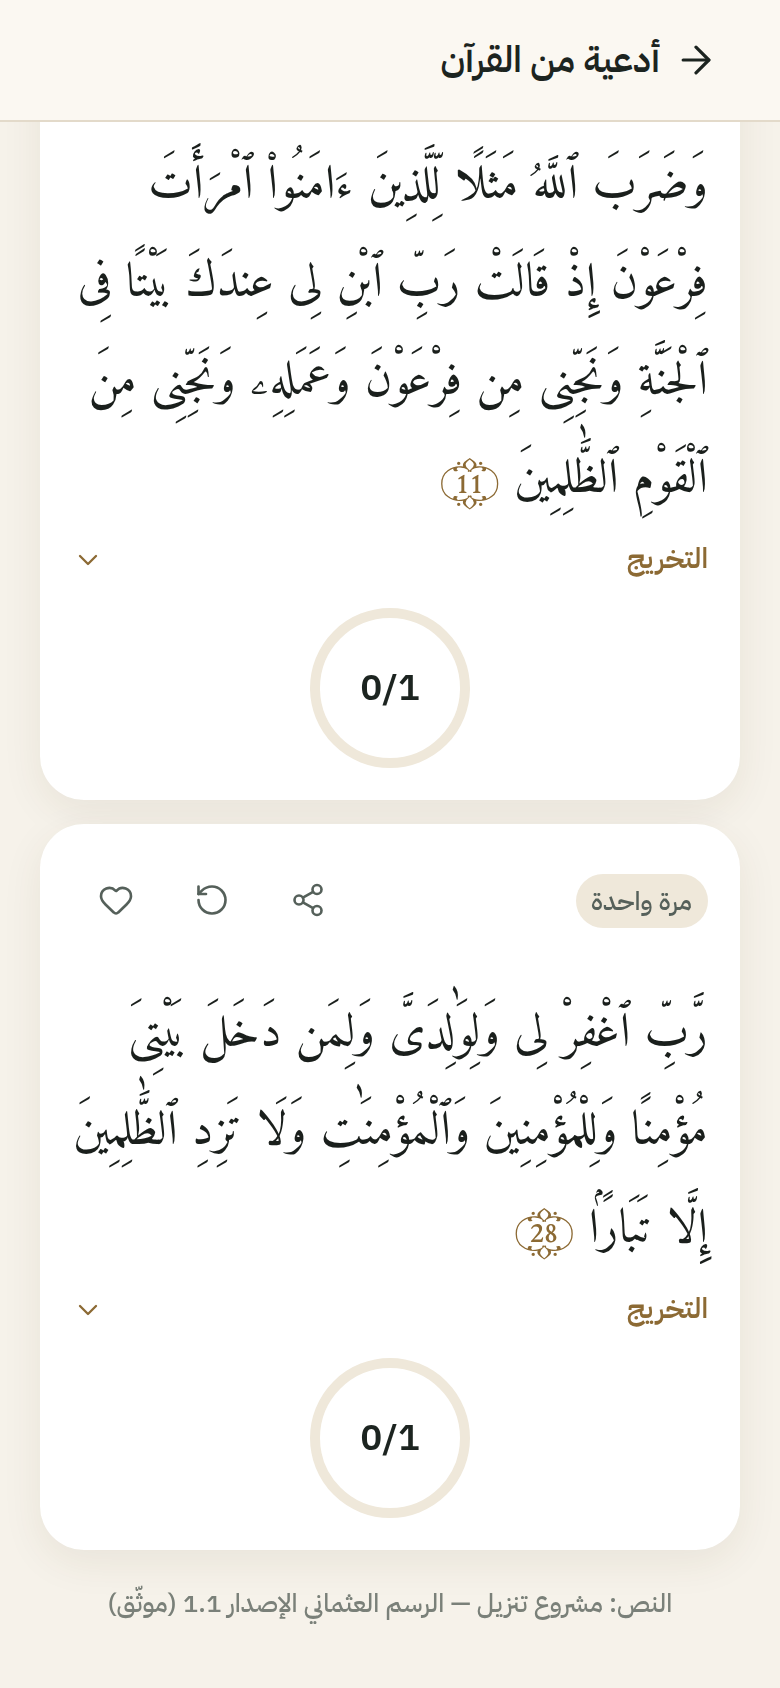 أدعية من القرآن
وَضَرَبَ ٱللَّهُ مَثَلًا لِّلَّذِينَ ءَامَنُوا۟ ٱمْرَأَتَ
فِرْعَوْنَ إِذْ قَالَتْ رَبِّ ٱبْنِ لِى عِندَكَ بَيْتًا فِى
ٱلْجَنَّةِ وَنَجِّنِى مِن فِرْعَوْنَ وَعَمَلِهِۦ وَنَجِّنِى مِنَ
ٱلْقَوْمِ ٱلظَّـٰلِمِينَ 11
التخريج
0/1
مرة واحدة
رَّبِّ ٱغْفِرْ لِى وَلِوَٰلِدَىَّ وَلِمَن دَخَلَ بَيْتِىَ
مُؤْمِنًا وَلِلْمُؤْمِنِينَ وَٱلْمُؤْمِنَـٰتِ وَلَا تَزِدِ ٱلظَّـٰلِمِينَ
إِلَّا تَبَارًۢا 28
التخريج
0/1
النص: مشروع تنزيل — الرسم العثماني الإصدار 1.1 (موثّق)